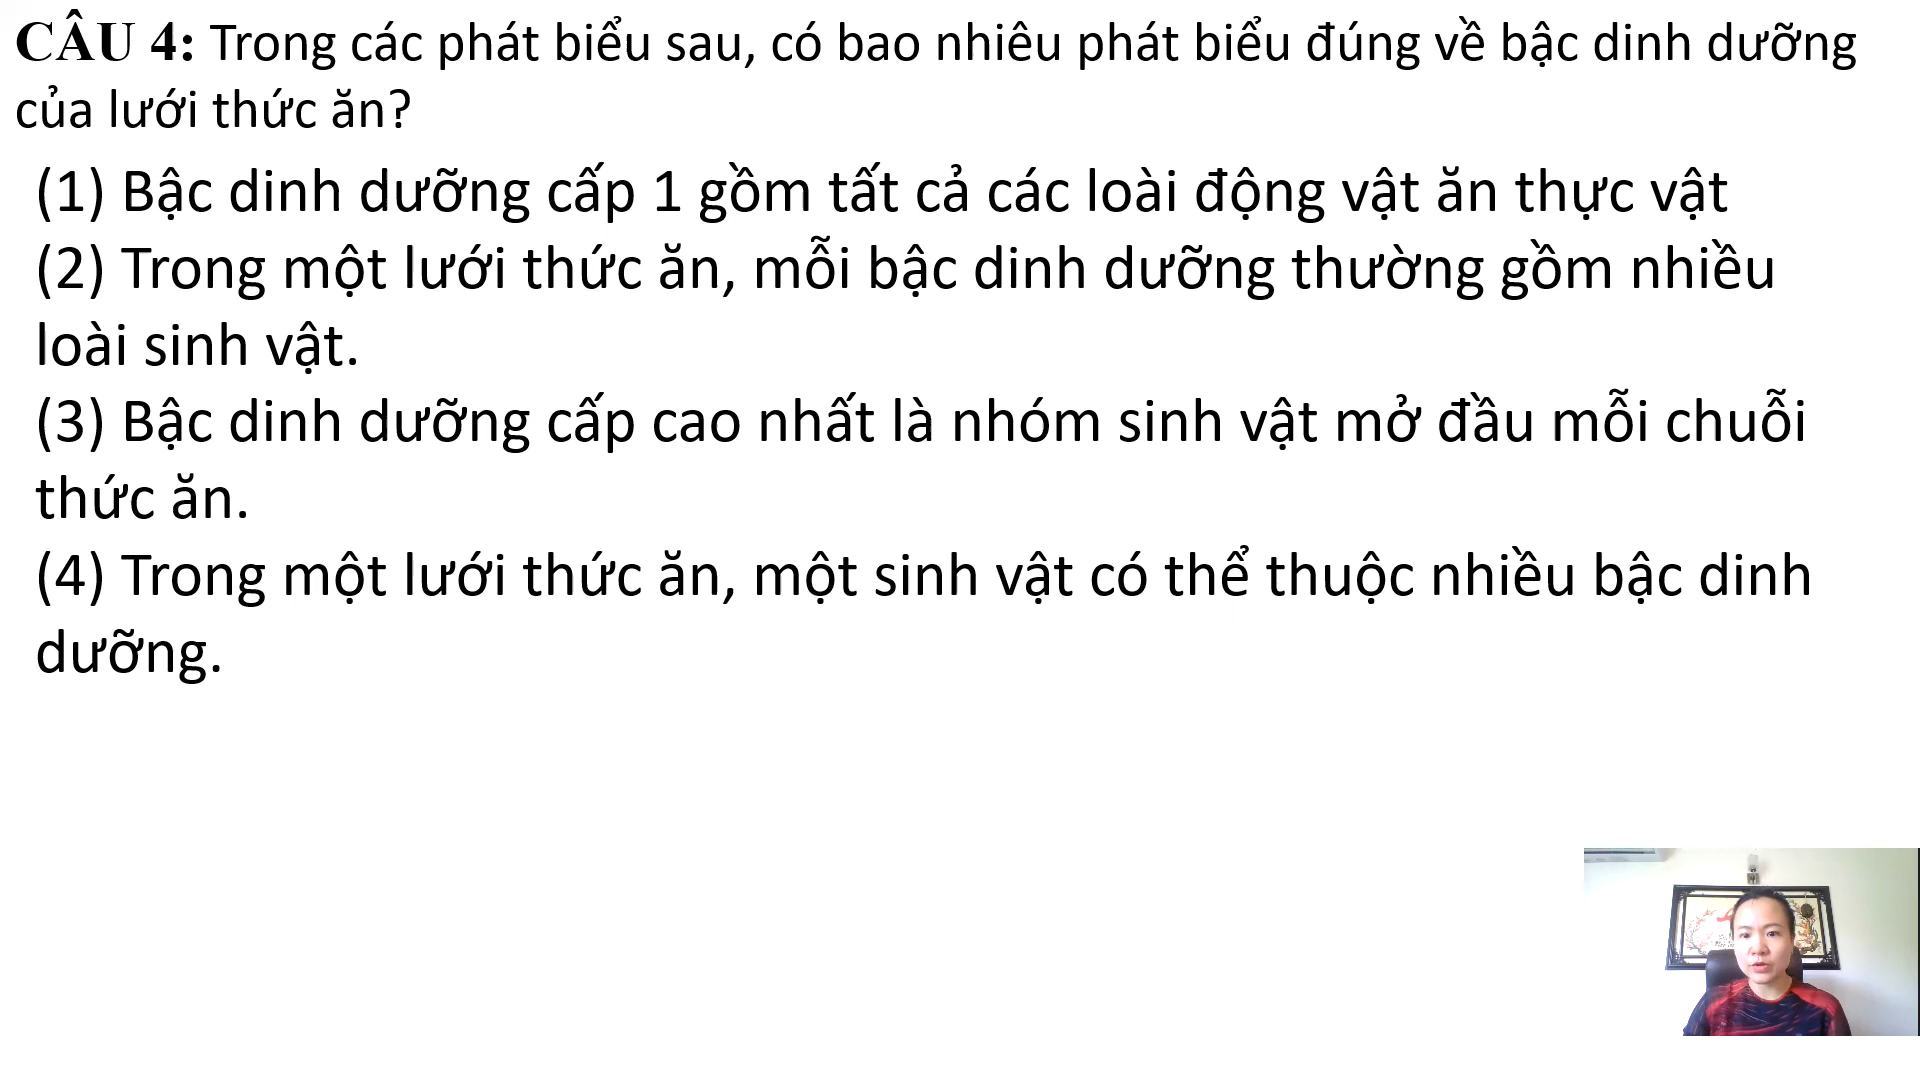 CÂU 4: Trong các phát biểu sau, có bao nhiêu phát biểu đúng về bậc dinh dưỡng
của lưới thức ăn?
(1) Bậc dinh dưỡng cấp 1 gồm tất cả các loài động vật ăn thực vật
(2) Trong một lưới thức ăn, mỗi bậc dinh dưỡng thường gồm nhiều
loài sinh vật.
(3) Bậc dinh dưỡng cấp cao nhất là nhóm sinh vật mở đầu mỗi chuỗi
thức ăn.
(4) Trong một lưới thức ăn, một sinh vật có thể thuộc nhiều bậc dinh
dưỡng.